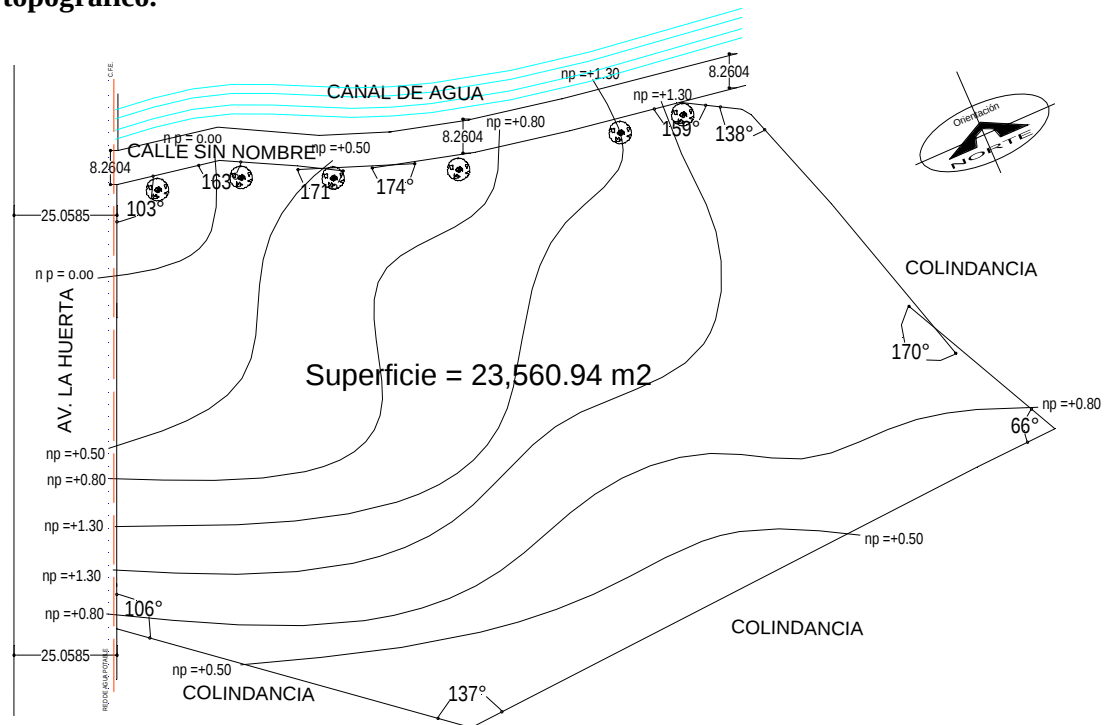 topográfico.
C.F.E.
np =+1.30
8.2604
CANAL DE AGUA
np =+1.30
Orientación
NORTE
np =+0.80
159°
138°
n p = 0.00
8.2604
CALLE SIN NOMBRE
np =+0.50
8.2604
163
171
174°
103°
25.0585
COLINDANCIA
n p = 0.00
AV. LA HUERTA
170°
Superficie = 23,560.94 m2
np =+0.80
66°
np =+0.50
np =+0.80
np =+1.30
np =+0.50
np =+1.30
106°
np =+0.80
COLINDANCIA
25.0585
RED DE AGUA POTABLE
np =+0.50
COLINDANCIA
137°